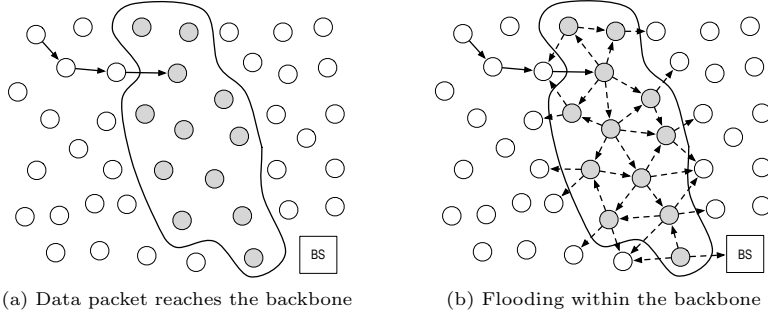 BS
BS
(a) Data packet reaches the backbone
(b) Flooding within the backbone